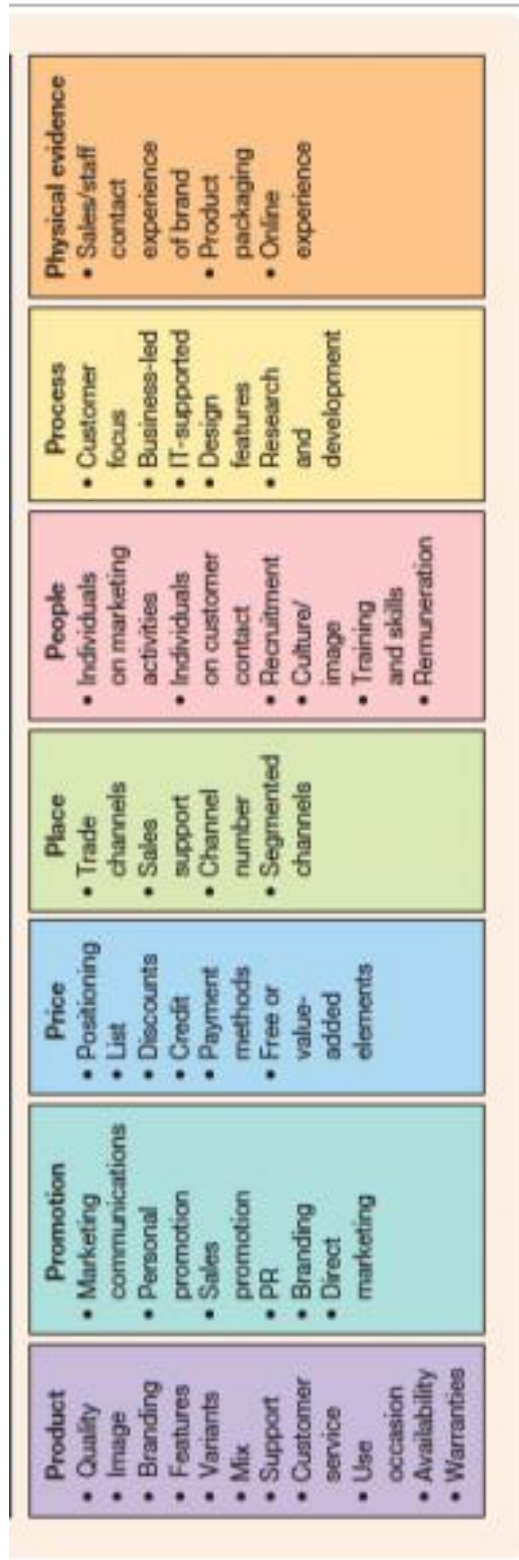 Product
• Quality
• Image
• Branding
• Features
• Variants
• Mix
• Support
• Customer
service
• Use
occasion
• Availability
• Warranties
Promotion
• Marketing
communications
• Personal
promotion
• Sales
promotion
• PR
• Branding
• Direct
marketing
Price
• Positioning
• List
• Discounts
• Credit
• Payment
methods
• Free or
value-
added
elements
Place
• Trade
channels
• Sales
support
• Channel
number
• Segmented
channels
People
• Individuals
on marketing
activities
• Individuals
on customer
contact
• Recruitment
• Culture/
image
• Training
and skills
• Remuneration
Process
• Customer
focus
• Business-led
• IT-supported
• Design
features
• Research
and
development
Physical evidence
• Sales/staff
contact
experience
of brand
• Product
packaging
• Online
experience